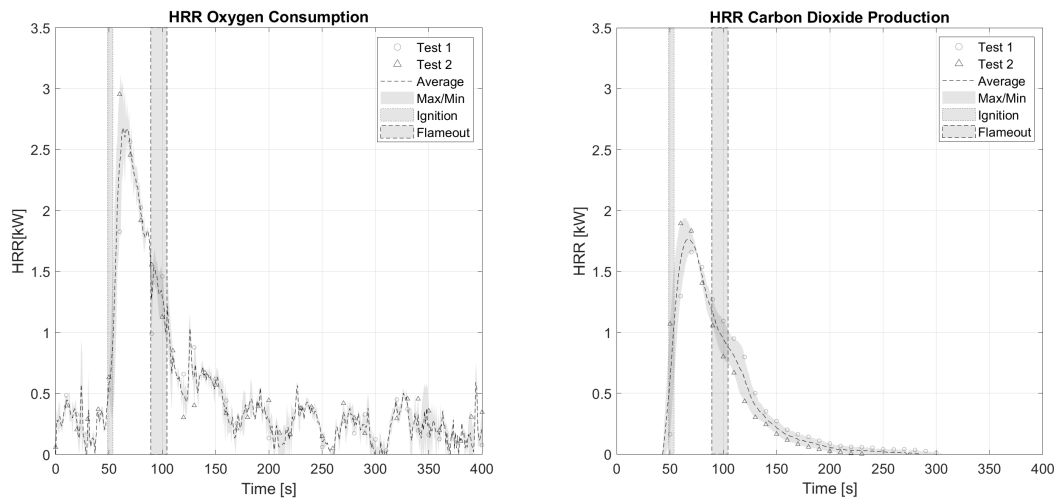 HRR Oxygen Consumption
3.5
3
2.5
2
1.5
1
0.5
0
HRR[kW]
0 50 100 150 200 250 300 350 400
Time [s]
Test 1
Test 2
Average
Max/Min
Ignition
Flameout
HRR Carbon Dioxide Production
3.5
3
2.5
2
1.5
1
0.5
0
HRR [kW]
0 50 100 150 200 250 300 350 400
Time [s]
Test 1
Test 2
Average
Max/Min
Ignition
Flameout